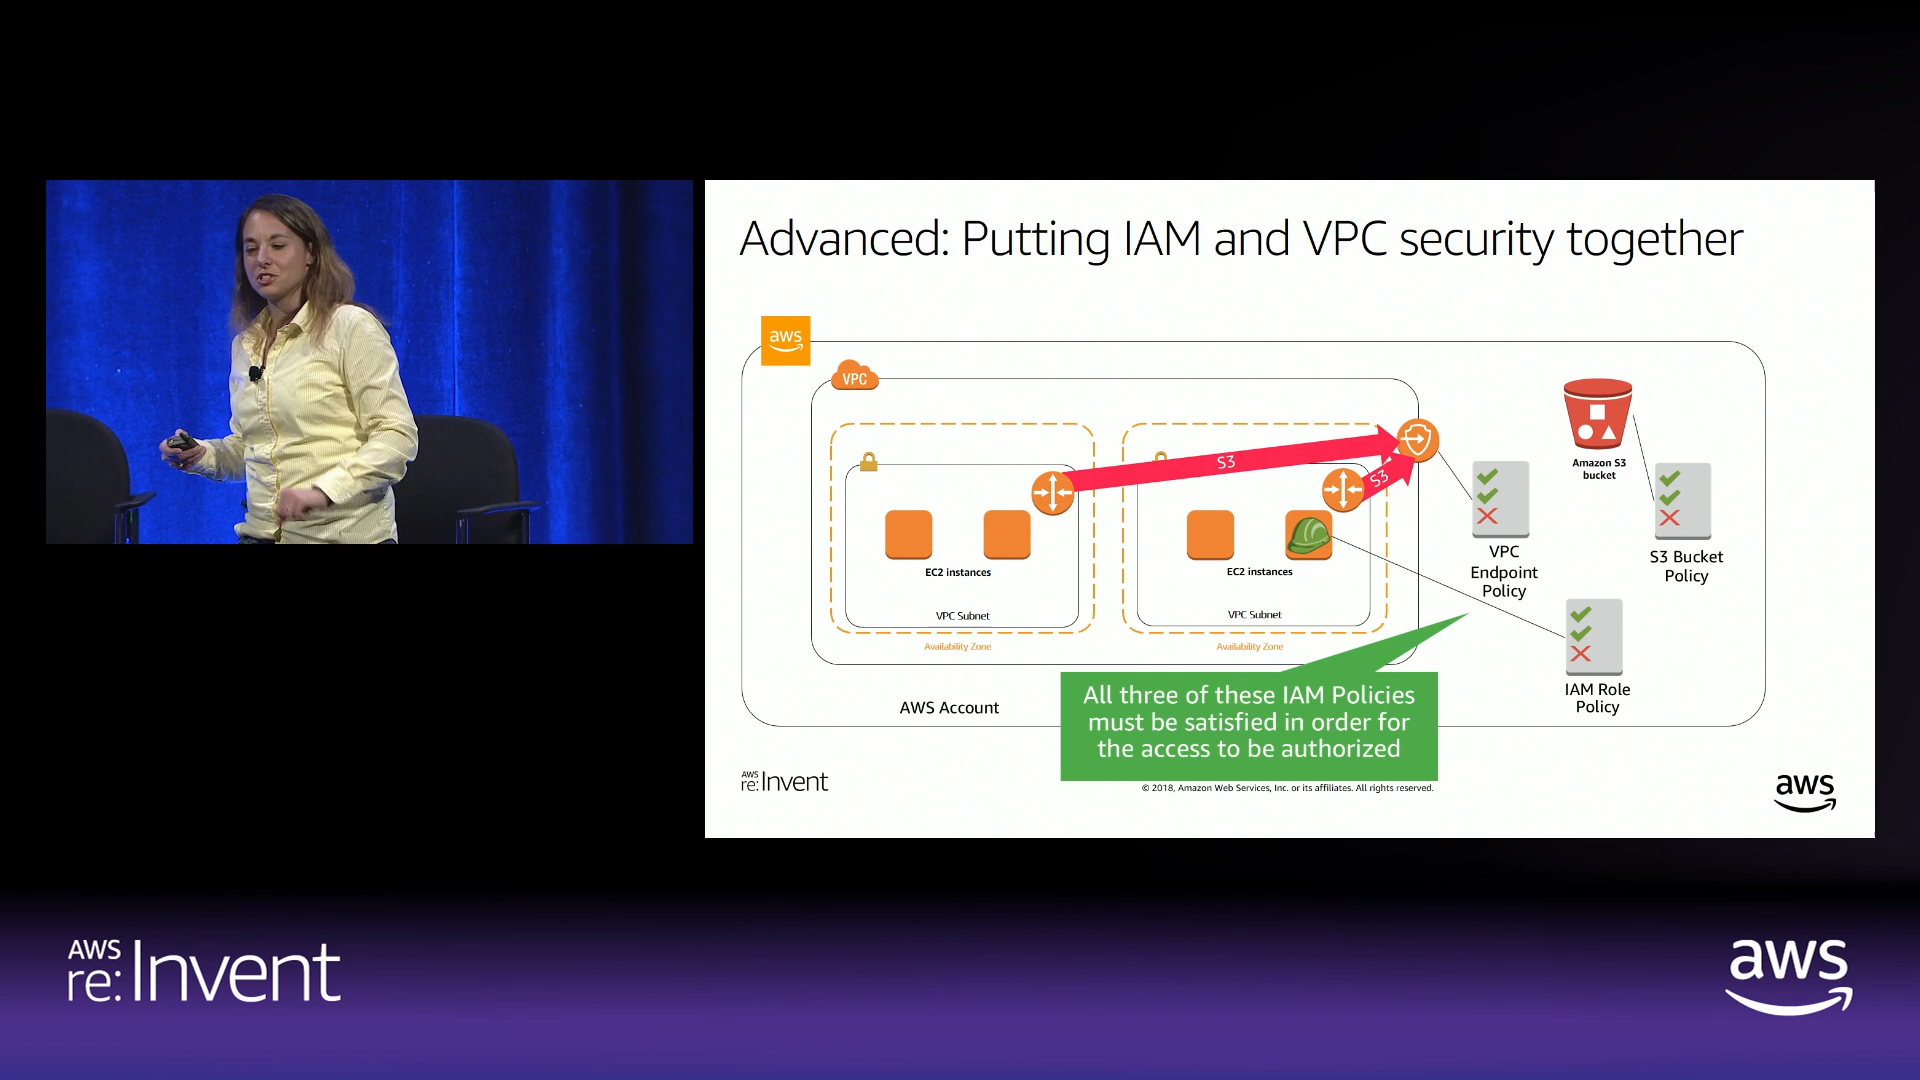 Advanced: Putting IAM and VPC security together
aws
VPC
S3
S3
EC2 instances
VPC Subnet
Availability Zone
EC2 instances
VPC Subnet
Availability Zone
AWS Account
Amazon S3
bucket
VPC
Endpoint
Policy
S3 Bucket
Policy
IAM Role
Policy
All three of these IAM Policies
must be satisfied in order for
the access to be authorized
AWS
re:Invent
© 2018, Amazon Web Services, Inc. or its affiliates. All rights reserved.
aws
AWS
re:Invent
aws